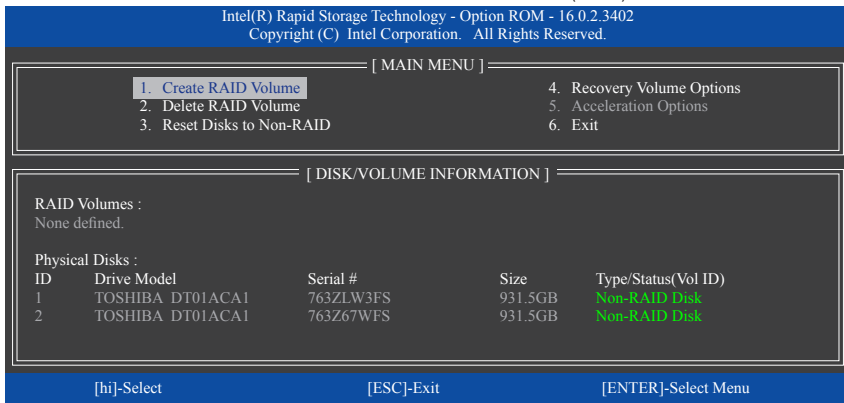 Intel(R) Rapid Storage Technology - Option ROM - 16.0.2.3402
Copyright (C) Intel Corporation. All Rights Reserved.
[ MAIN MENU ]
1. Create RAID Volume
2. Delete RAID Volume
3. Reset Disks to Non-RAID
4. Recovery Volume Options
5. Acceleration Options
6. Exit
[ DISK/VOLUME INFORMATION ]
RAID Volumes :
None defined.
Physical Disks :
ID Drive Model Serial # Size Type/Status(Vol ID)
1 TOSHIBA DT01ACA1 763ZLW3FS 931.5GB Non-RAID Disk
2 TOSHIBA DT01ACA1 763Z67WFS 931.5GB Non-RAID Disk
[hi]-Select [ESC]-Exit [ENTER]-Select Menu